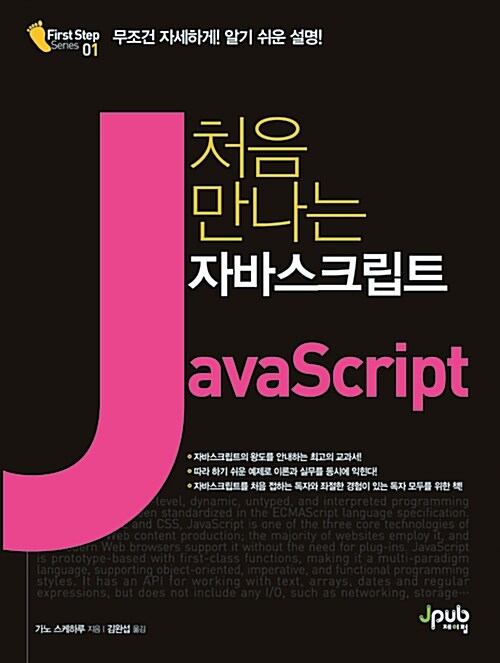 First Step
Series 01
무조건 자세하게! 알기 쉬운 설명!
처음
만나는
자바스크립트
JavaScript
자바스크립트의 왕도를 안내하는 최고의 교과서!
따라 하기 쉬운 예제로 이론과 실무를 동시에 익힌다!
자바스크립트를 처음 접하는 독자와 좌절한 경험이 있는 독자 모두를 위한 책!
-level, dynamic, untyped, and interpreted programming
en standardized in the ECMAScript language specification.
and CSS, JavaScript is one of the three core technologies of
Web content production; the majority of websites employ it, and
dern Web browsers support it without the need for plug-ins. JavaScript
is prototype-based with first-class functions, making it a multi-paradigm
language, supporting object-oriented, imperative, and functional programming
styles. It has an API for working with text, arrays, dates and regular
expressions, but does not include any I/O, such as networking, storage…
가노 스케하루 지음 | 김완섭 옮김
Jpub
제이펍